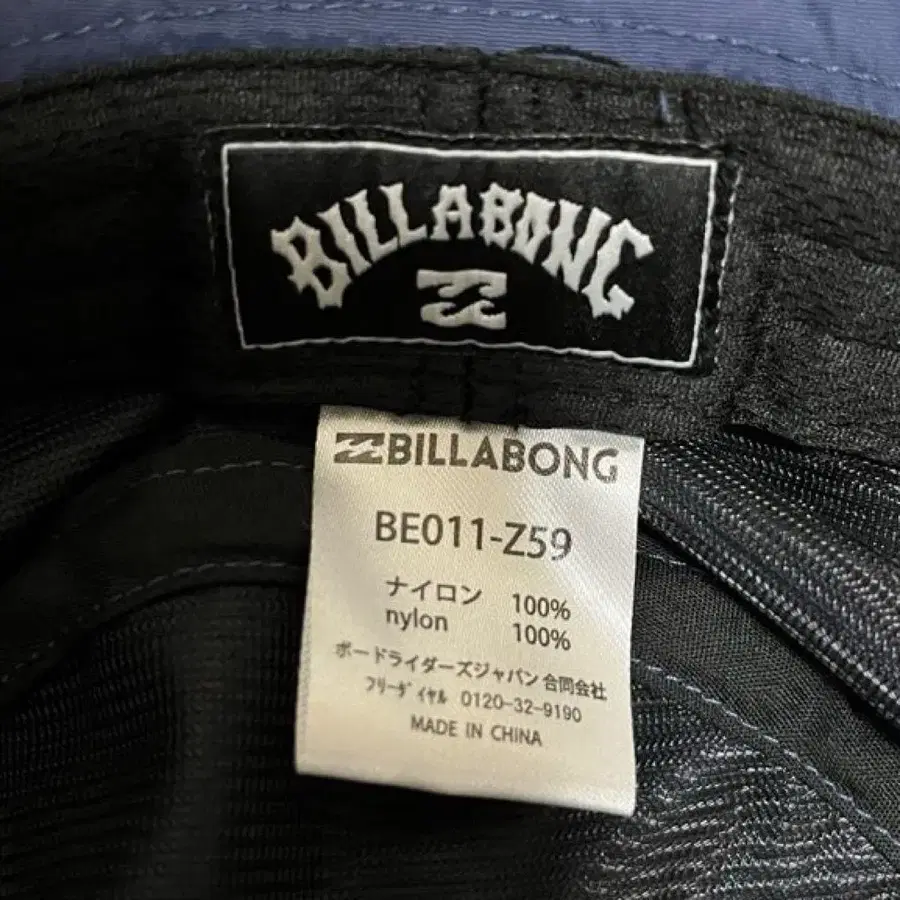 BILLABONG
BILLABONG
BE011-Z59
ナイロン 100%
nylon 100%
ボードライダーズジャパン合同会社
フリーダイヤル 0120-32-9190
MADE IN CHINA